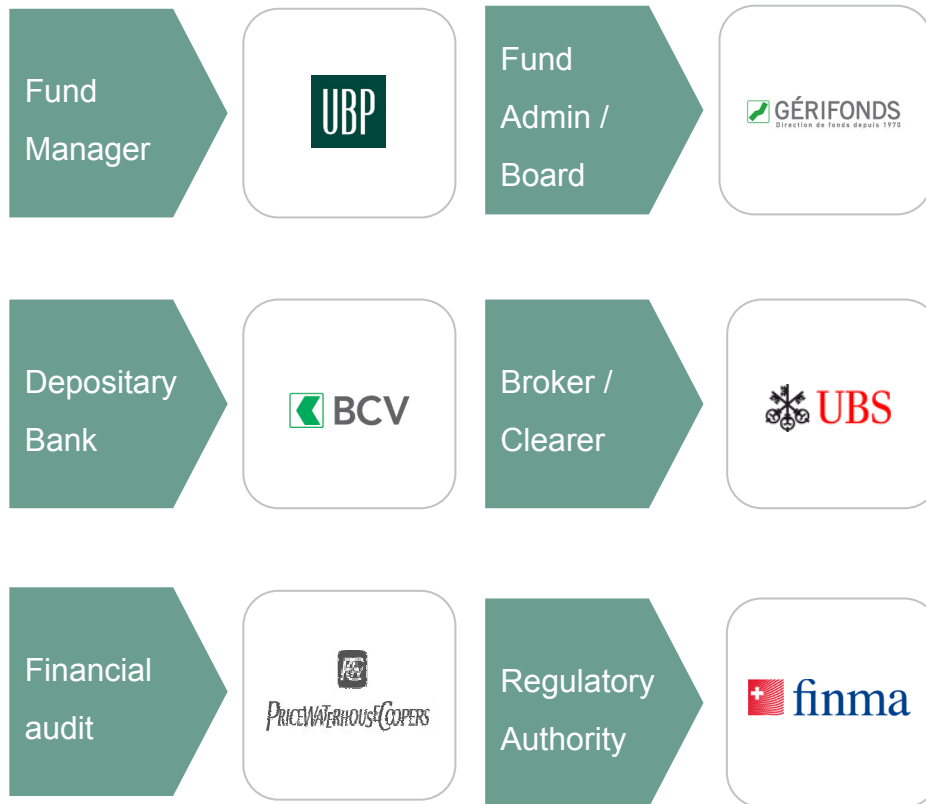 Fund
Manager
UBP
Fund
Admin /
Board
GÉRIFONDS
Direction de fonds depuis 1970
Depositary
Bank
BCV
Broker /
Clearer
UBS
Financial
audit
PRICEWATERHOUSECOOPERS
Regulatory
Authority
finma